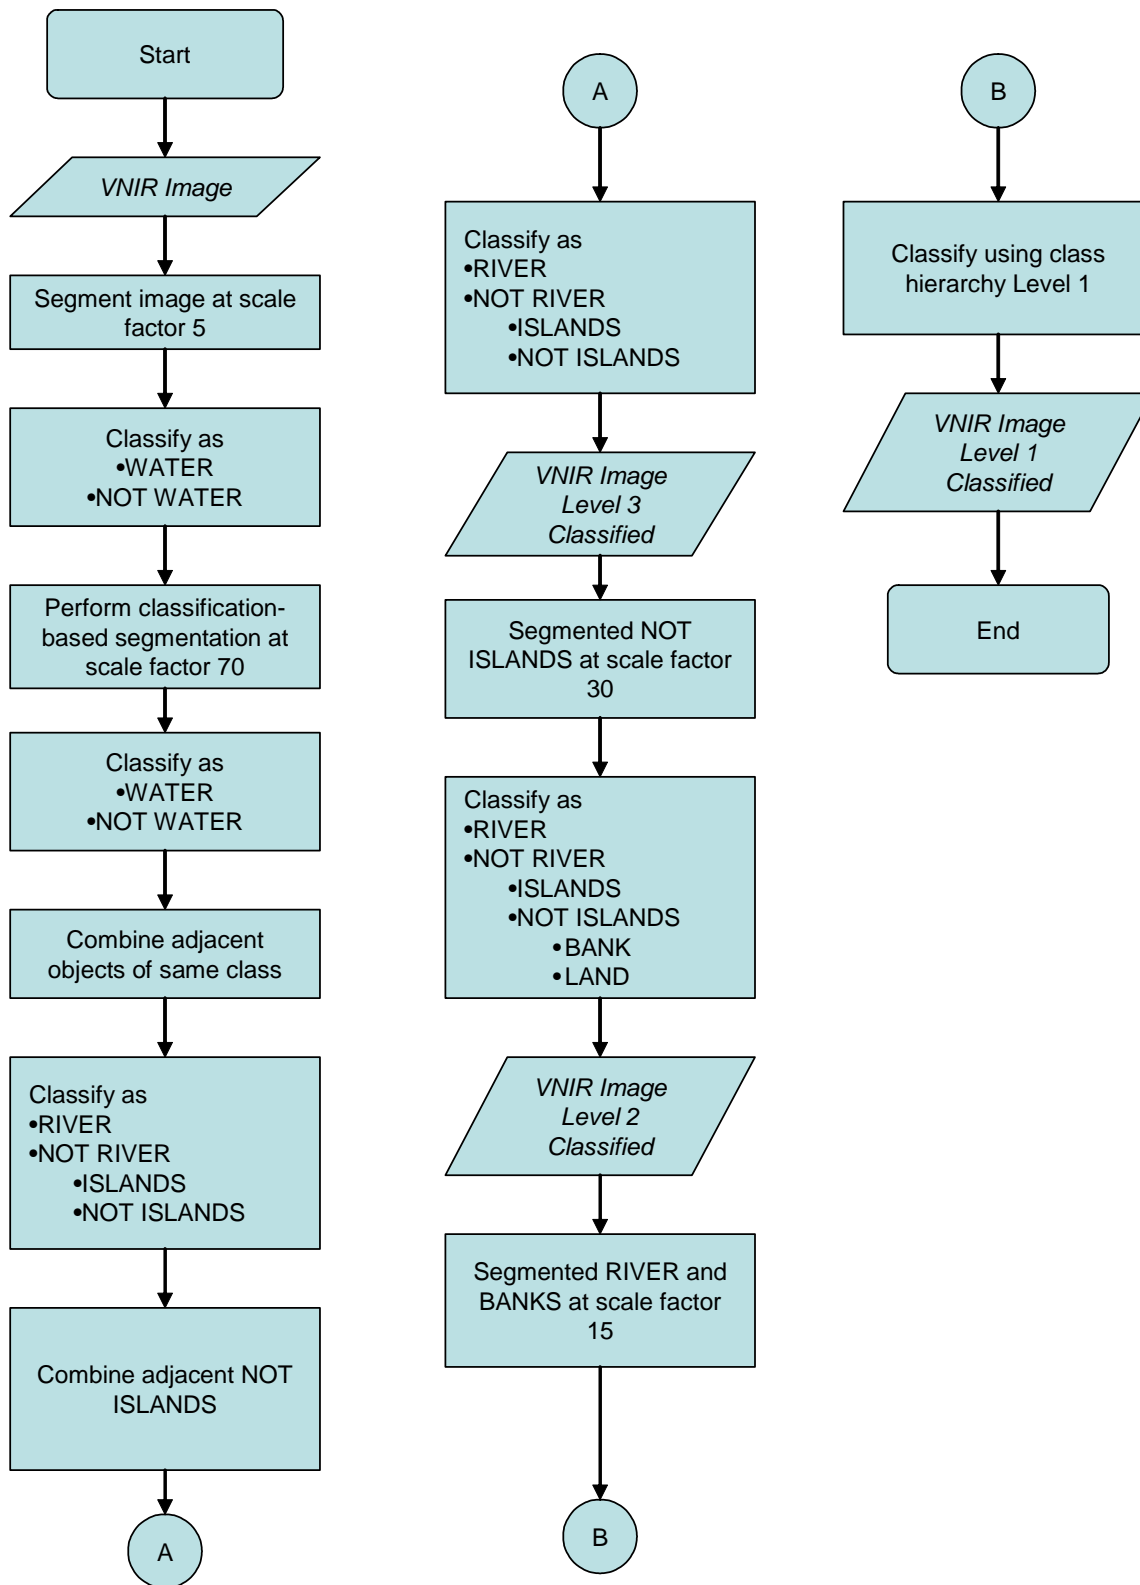 Start
VNIR Image
Segment image at scale
factor 5
Classify as
•WATER
•NOT WATER
Perform classification-
based segmentation at
scale factor 70
Classify as
•WATER
•NOT WATER
Combine adjacent
objects of same class
Classify as
•RIVER
•NOT RIVER
•ISLANDS
•NOT ISLANDS
Combine adjacent NOT
ISLANDS
A
A
Classify as
•RIVER
•NOT RIVER
•ISLANDS
•NOT ISLANDS
VNIR Image
Level 3
Classified
Segmented NOT
ISLANDS at scale factor
30
Classify as
•RIVER
•NOT RIVER
•ISLANDS
•NOT ISLANDS
•BANK
•LAND
VNIR Image
Level 2
Classified
Segmented RIVER and
BANKS at scale factor
15
B
B
Classify using class
hierarchy Level 1
VNIR Image
Level 1
Classified
End